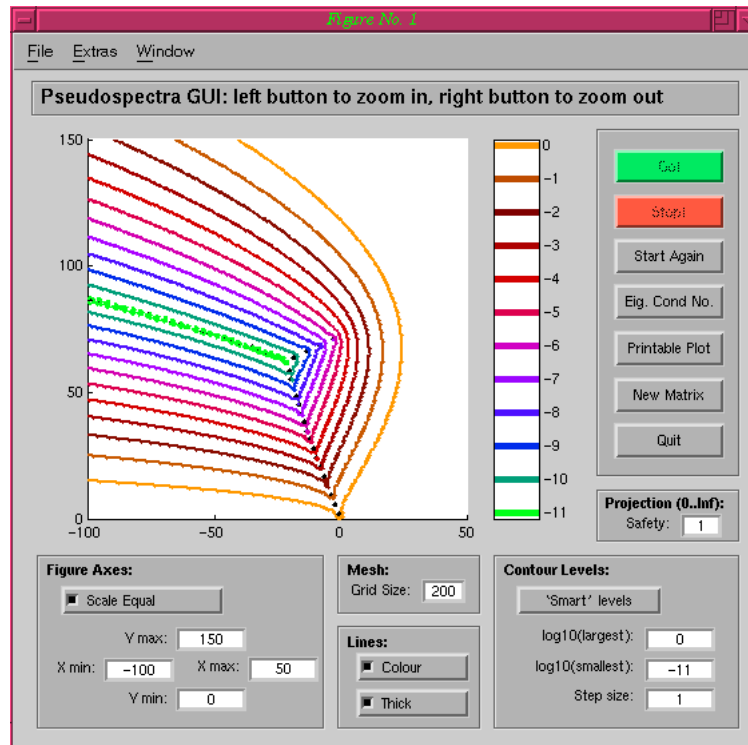 Figure No. 1
File Extras Window
Pseudospectra GUI: left button to zoom in, right button to zoom out
150
100
50
0
-100 -50 0 50
0
-1
-2
-3
-4
-5
-6
-7
-8
-9
-10
-11
Go!
Stop!
Start Again
Eig. Cond No.
Printable Plot
New Matrix
Quit
Projection (0..Inf):
Safety: 1
Figure Axes:
Scale Equal
Y max: 150
X min: -100 X max: 50
Y min: 0
Mesh:
Grid Size: 200
Lines:
Colour
Thick
Contour Levels:
'Smart' levels
log10(largest): 0
log10(smallest): -11
Step size: 1